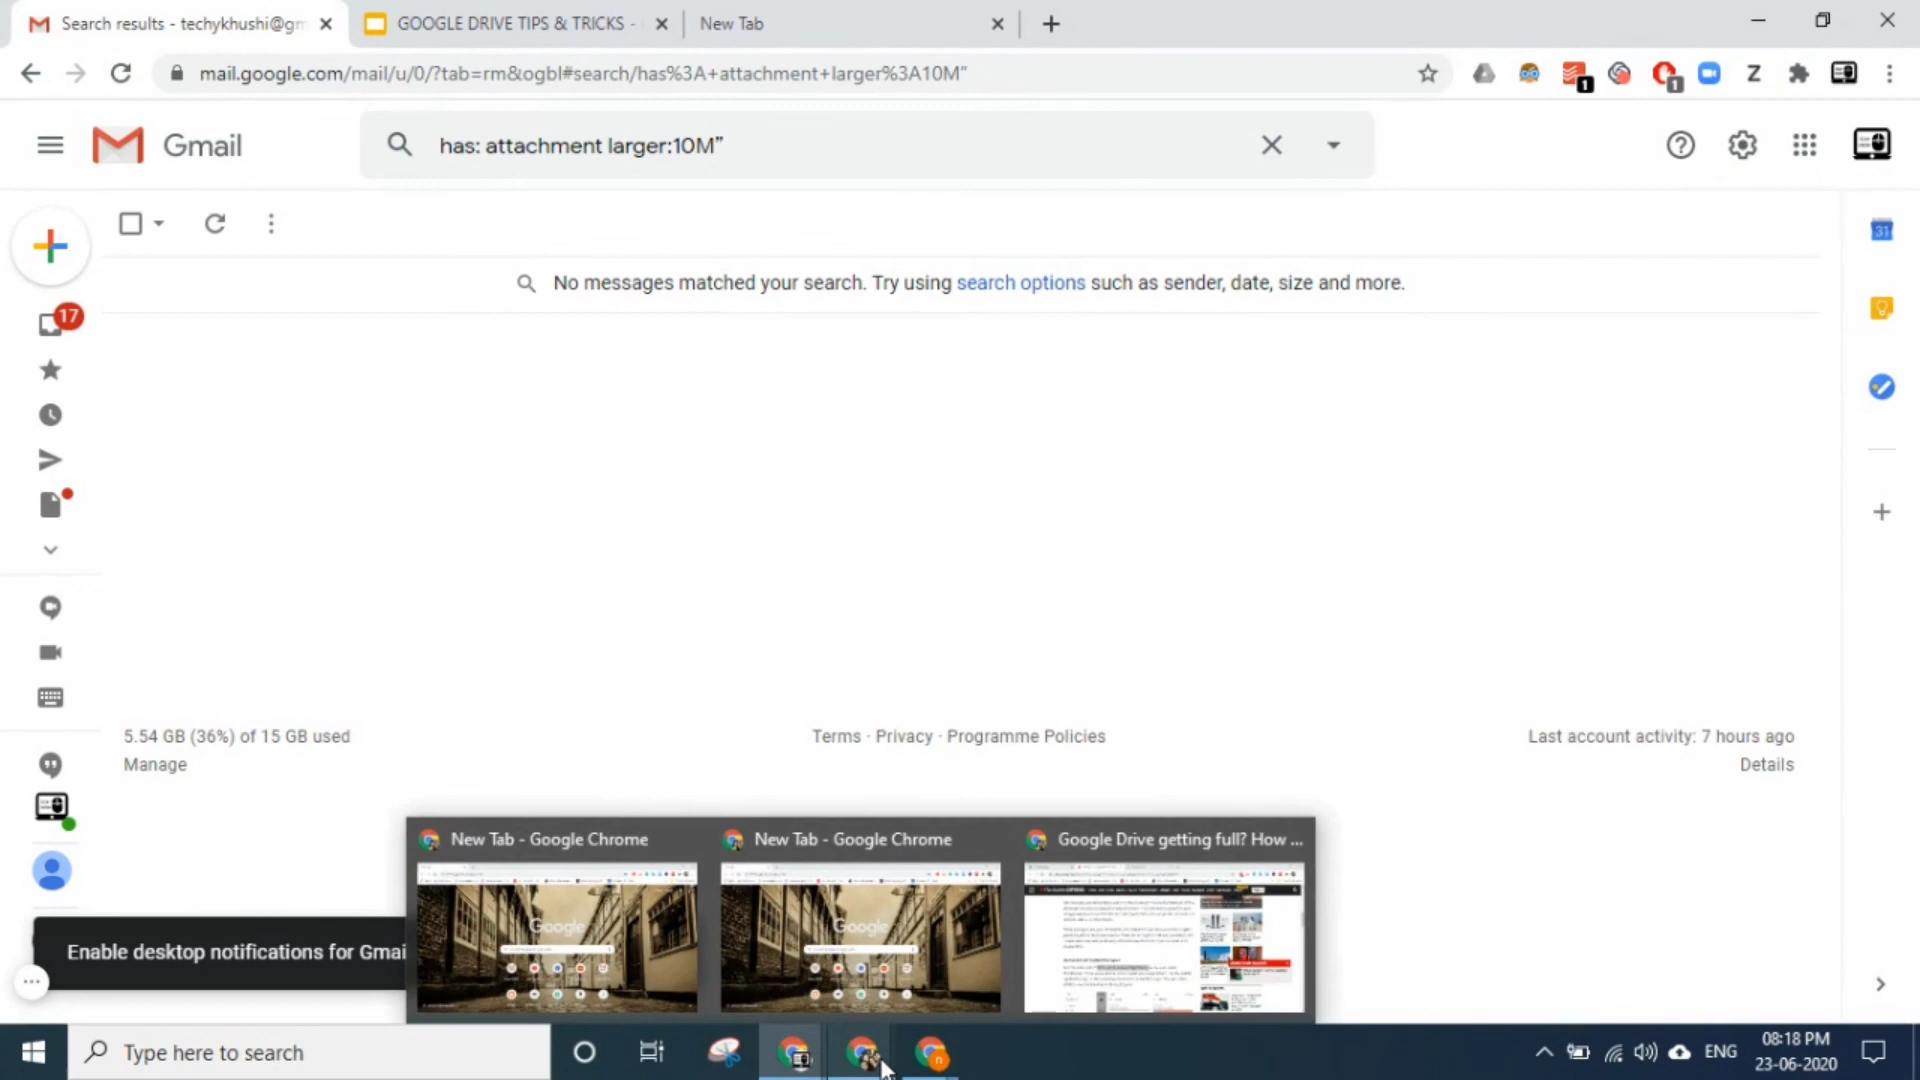 Search results - techykhushi@gm
GOOGLE DRIVE TIPS & TRICKS -
New Tab
mail.google.com/mail/u/0/?tab=rm&ogbl#search/has%3A+attachment+larger%3A10M”
1
1
Z
Gmail
has: attachment larger:10M”
31
No messages matched your search. Try using search options such as sender, date, size and more.
17
5.54 GB (36%) of 15 GB used
Manage
Terms · Privacy · Programme Policies
Last account activity: 7 hours ago
Details
New Tab - Google Chrome
New Tab - Google Chrome
Google Drive getting full? How ...
Google
Google
Enable desktop notifications for Gmai
Type here to search
n
ENG
08:18 PM
23-06-2020